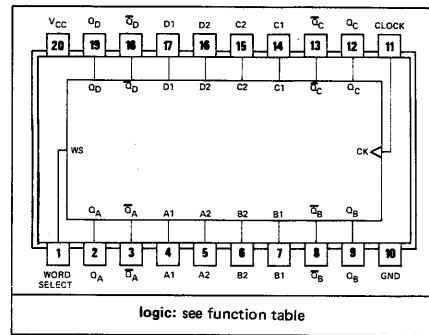 VCC Q̅D QD D1 D2 C2 C1 Q̅C QC CLOCK
20 19 18 17 16 15 14 13 12 11
QD Q̅D D1 D2 C2 C1 Q̅C QC
WS CK
QA Q̅A A1 A2 B2 B1 Q̅B QB
1 2 3 4 5 6 7 8 9 10
WORD SELECT QA Q̅A A1 A2 B2 B1 Q̅B QB GND
logic: see function table